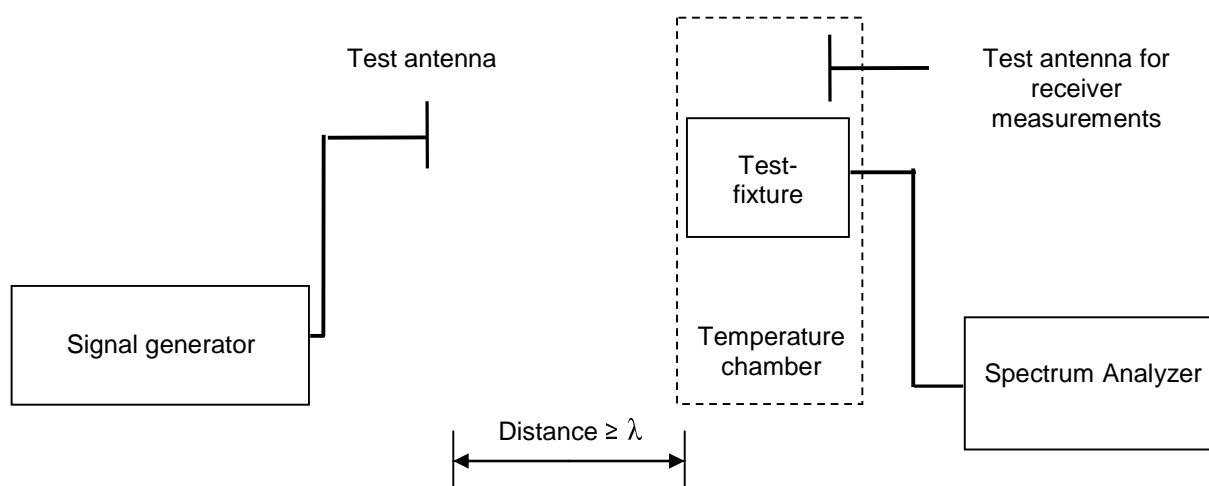 Test antenna
Test antenna for
receiver
measurements
Test-
fixture
Signal generator
Temperature
chamber
Spectrum Analyzer
Distance ≥ λ